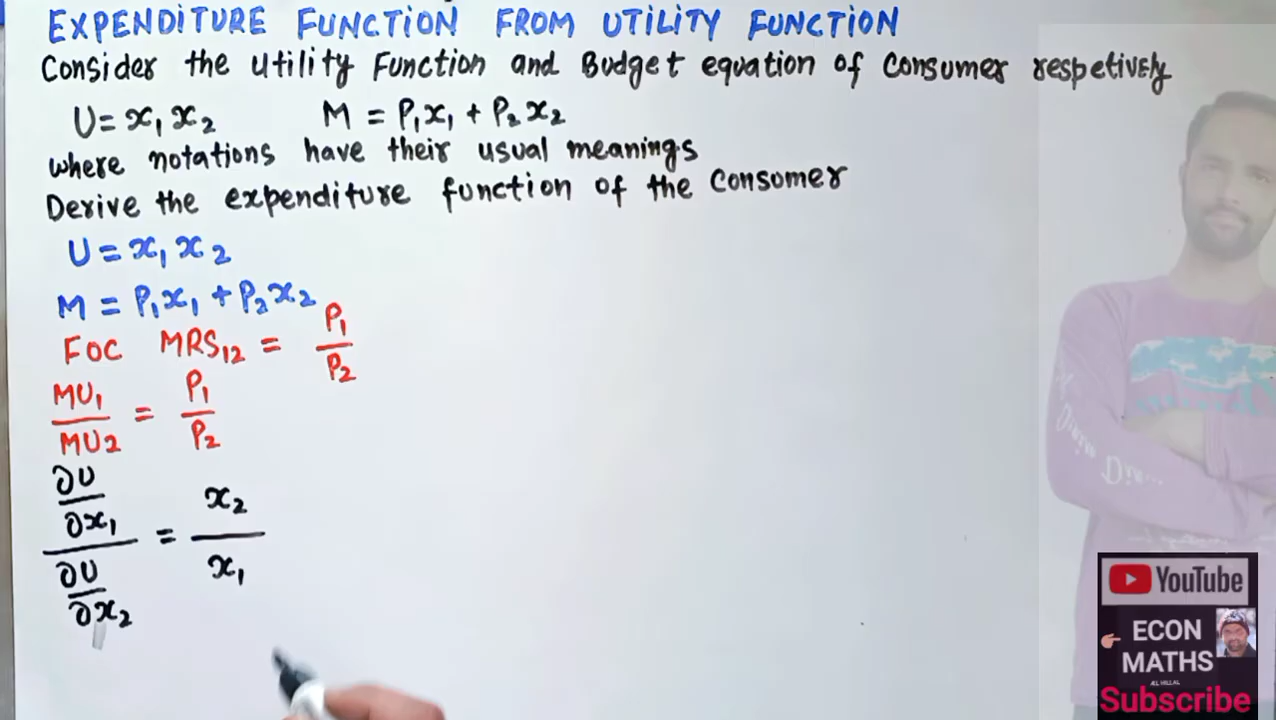 EXPENDITURE FUNCTION FROM UTILITY FUNCTION
Consider the Utility Function and Budget equation of Consumer respetively
U = x₁ x₂ M = P₁x₁ + P₂x₂
where notations have their usual meanings
Derive the expenditure function of the Consomer
U = x₁ x₂
M = P₁x₁ + P₂x₂
FOC MRS₁₂ = P₁/P₂
MU₁/MU₂ = P₁/P₂
(∂U/∂x₁)/(∂U/∂x₂) = x₂/x₁
YouTube
ECON
MATHS
Subscribe